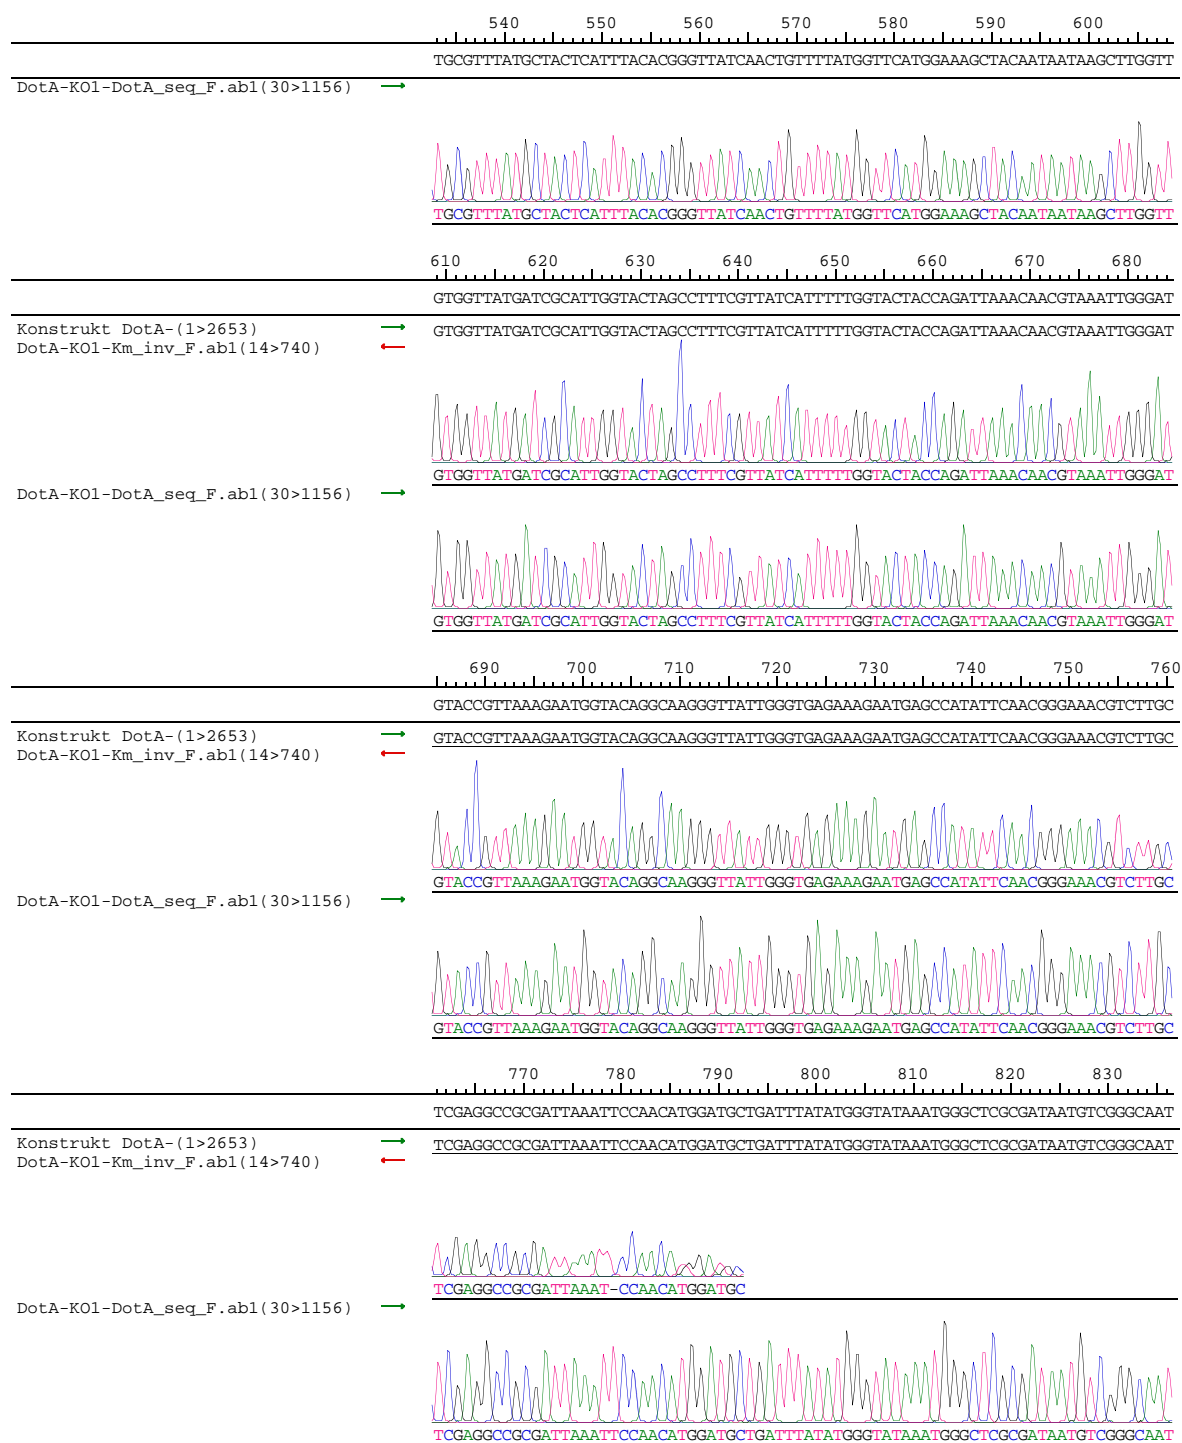 540 550 560 570 580 590 600
TGCGTTTATGCTACTCATTTACACGGGTTATCAACTGTTTTATGGTTCATGGAAAGCTACAATAATAAGCTTGGTT
DotA-KO1-DotA_seq_F.ab1(30>1156)
TGCGTTTATGCTACTCATTTACACGGGTTATCAACTGTTTTATGGTTCATGGAAAGCTACAATAATAAGCTTGGTT
610 620 630 640 650 660 670 680
GTGGTTATGATCGCATTGGTACTAGCCTTTCGTTATCATTTTTGGTACTACCAGATTAAACAACGTAAATTGGGAT
Konstrukt DotA-(1>2653) GTGGTTATGATCGCATTGGTACTAGCCTTTCGTTATCATTTTTGGTACTACCAGATTAAACAACGTAAATTGGGAT
DotA-KO1-Km_inv_F.ab1(14>740)
GTGGTTATGATCGCATTGGTACTAGCCTTTCGTTATCATTTTTGGTACTACCAGATTAAACAACGTAAATTGGGAT
DotA-KO1-DotA_seq_F.ab1(30>1156)
GTGGTTATGATCGCATTGGTACTAGCCTTTCGTTATCATTTTTGGTACTACCAGATTAAACAACGTAAATTGGGAT
690 700 710 720 730 740 750 760
GTACCGTTAAAGAATGGTACAGGCAAGGGTTATTGGGTGAGAAAGAATGAGCCATATTCAACGGGAAACGTCTTGC
Konstrukt DotA-(1>2653) GTACCGTTAAAGAATGGTACAGGCAAGGGTTATTGGGTGAGAAAGAATGAGCCATATTCAACGGGAAACGTCTTGC
DotA-KO1-Km_inv_F.ab1(14>740)
GTACCGTTAAAGAATGGTACAGGCAAGGGTTATTGGGTGAGAAAGAATGAGCCATATTCAACGGGAAACGTCTTGC
DotA-KO1-DotA_seq_F.ab1(30>1156)
GTACCGTTAAAGAATGGTACAGGCAAGGGTTATTGGGTGAGAAAGAATGAGCCATATTCAACGGGAAACGTCTTGC
770 780 790 800 810 820 830
TCGAGGCCGCGATTAAATTCCAACATGGATGCTGATTTATATGGGTATAAATGGGCTCGCGATAATGTCGGGCAAT
Konstrukt DotA-(1>2653) TCGAGGCCGCGATTAAATTCCAACATGGATGCTGATTTATATGGGTATAAATGGGCTCGCGATAATGTCGGGCAAT
DotA-KO1-Km_inv_F.ab1(14>740)
TCGAGGCCGCGATTAAAT-CCAACATGGATGC
DotA-KO1-DotA_seq_F.ab1(30>1156)
TCGAGGCCGCGATTAAATTCCAACATGGATGCTGATTTATATGGGTATAAATGGGCTCGCGATAATGTCGGGCAAT